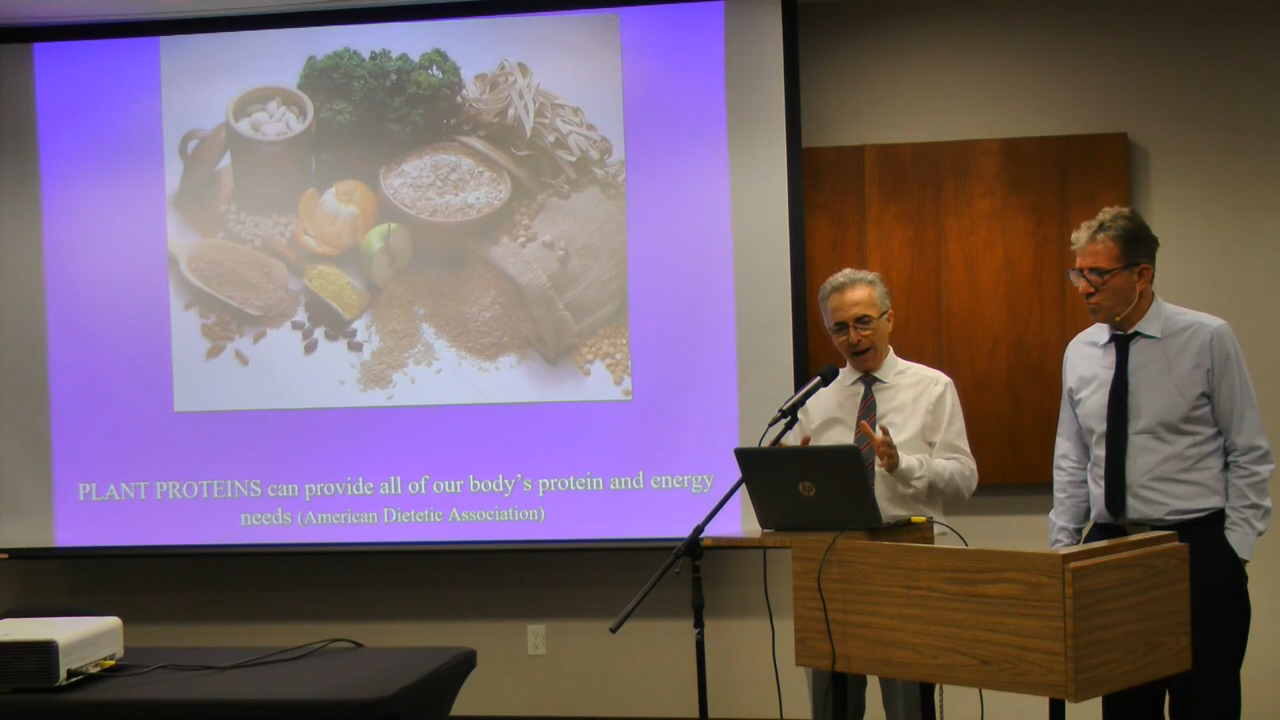 PLANT PROTEINS can provide all of our body's protein and energy
needs (American Dietetic Association)
hp